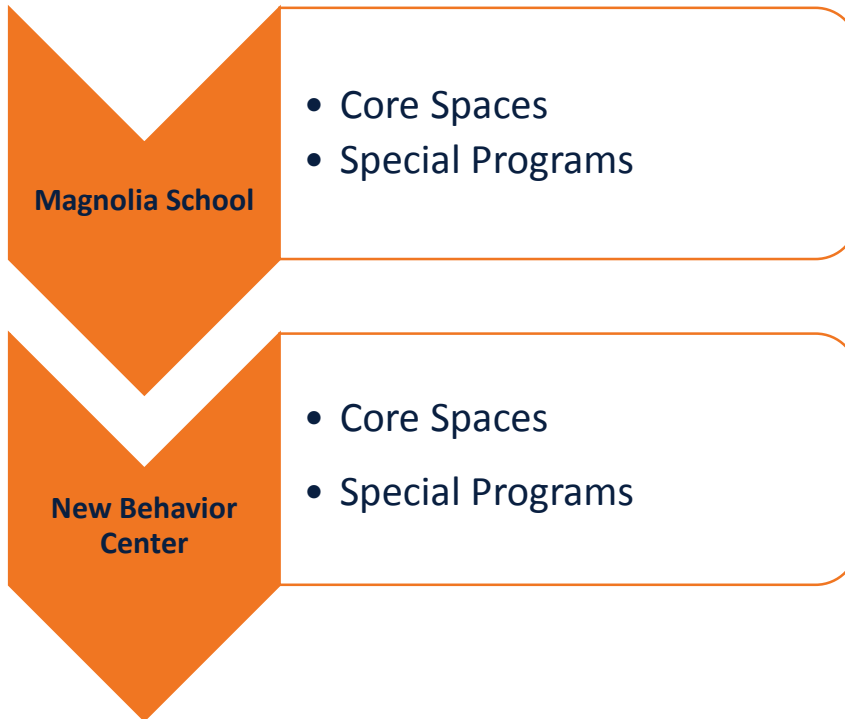 Magnolia School
• Core Spaces
• Special Programs
New Behavior
Center
• Core Spaces
• Special Programs